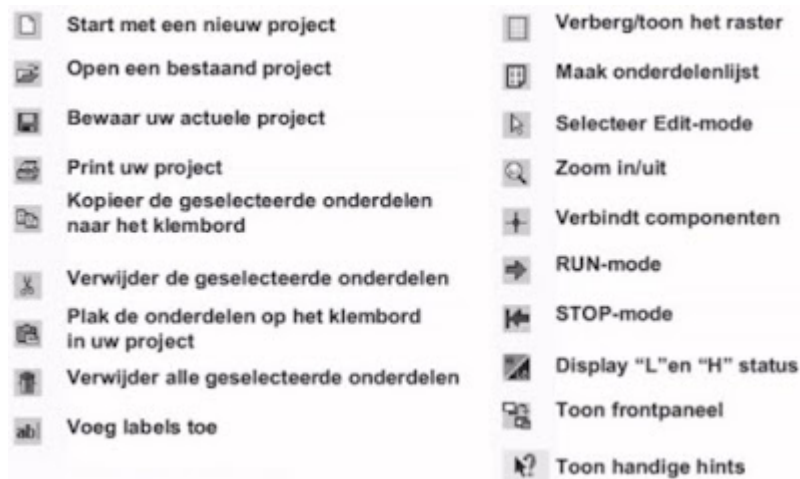 Start met een nieuw project
Open een bestaand project
Bewaar uw actuele project
Print uw project
Kopieer de geselecteerde onderdelen
naar het klembord
Verwijder de geselecteerde onderdelen
Plak de onderdelen op het klembord
in uw project
Verwijder alle geselecteerde onderdelen
ab Voeg labels toe
Verberg/toon het raster
Maak onderdelenlijst
Selecteer Edit-mode
Zoom in/uit
Verbindt componenten
RUN-mode
STOP-mode
Display “L”en “H” status
Toon frontpaneel
? Toon handige hints